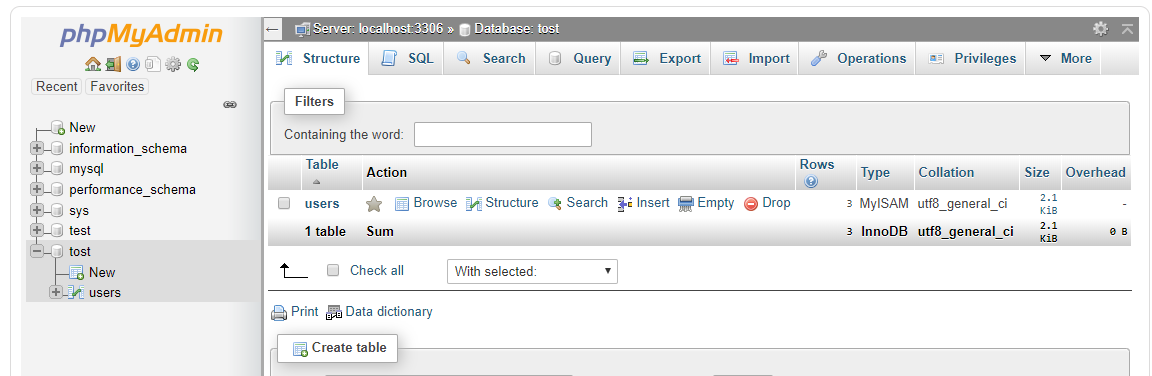 phpMyAdmin
Recent Favorites
New
information_schema
mysql
performance_schema
sys
test
tost
New
users
Server: localhost:3306 » Database: tost
Structure SQL Search Query Export Import Operations Privileges More
Filters
Containing the word:
Table Action Rows Type Collation Size Overhead
users Browse Structure Search Insert Empty Drop 3 MyISAM utf8_general_ci 2.1 KiB -
1 table Sum 3 InnoDB utf8_general_ci 2.1 KiB 0 B
Check all With selected:
Print Data dictionary
Create table